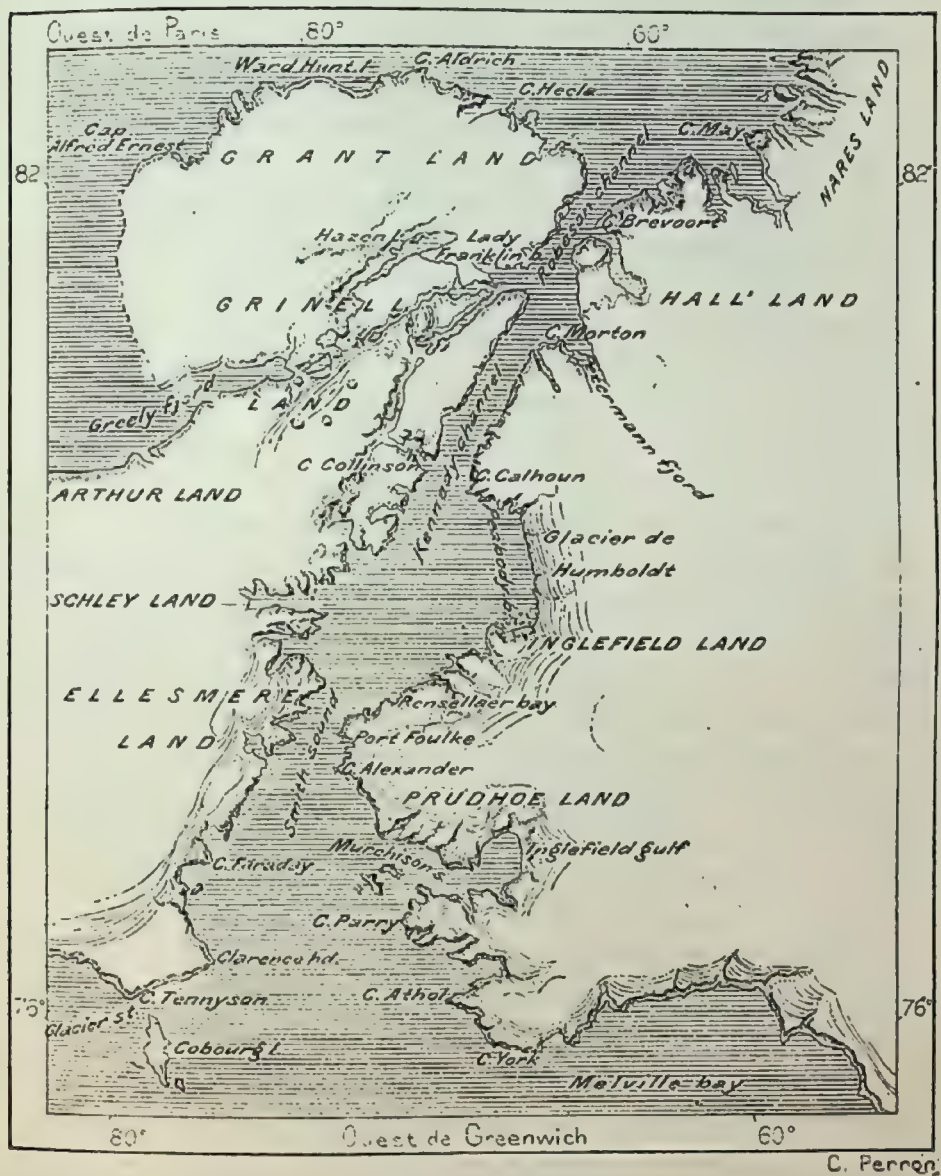 Ouest de Paris
80°
60°
Ward Hunt I.
C. Aldrich
C. Hecla
NARES LAND
Cap
Alfred Ernest
C. May
GRANT LAND
82°
82°
Robeson channel
C. Brevoort
Hazen L.
Lady
Franklin b.
GRINELL
LAND
HALL' LAND
C. Morton
Petermann fjord
Greely fj.
Kennedy channel
C. Collinson
C. Calhoun
ARTHUR LAND
Glacier de
Humboldt
Peabody
SCHLEY LAND
INGLEFIELD LAND
ELLESMERE
LAND
Rensellaer bay
Smith Sound
Port Foulke
C. Alexander
PRUDHOE LAND
Murchison s.
Inglefield gulf
C. Faraday
C. Parry
Clarence hd.
C. Tennyson
C. Athol
76°
76°
Glacier st.
Cobourg I.
C. York
Melville bay
80°
Ouest de Greenwich
60°
C. Perron